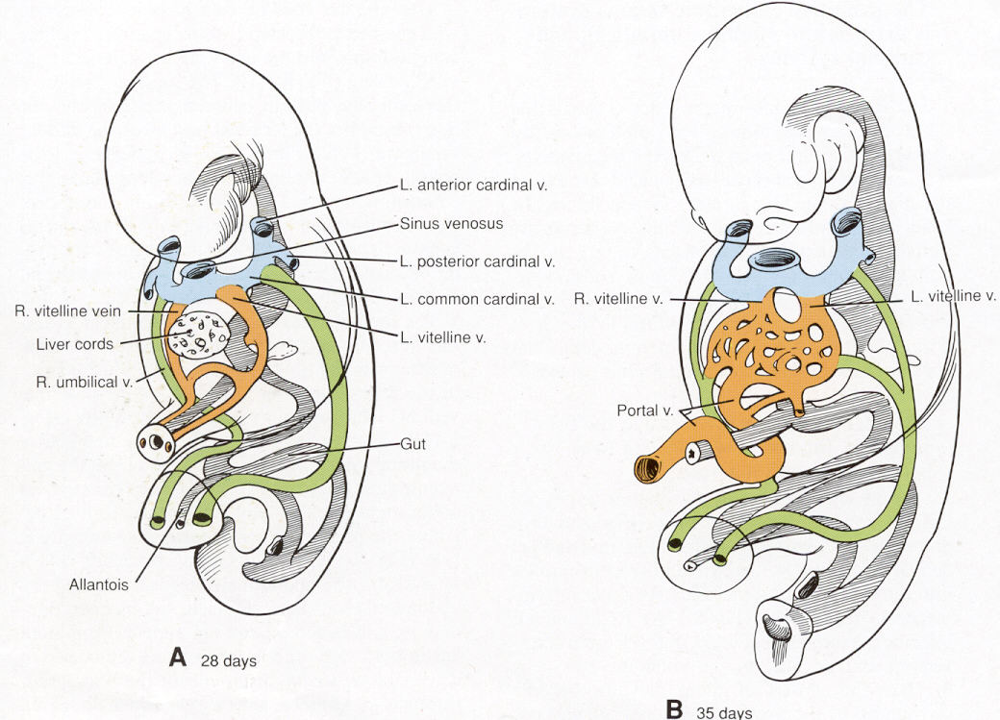 L. anterior cardinal v.
Sinus venosus
L. posterior cardinal v.
L. common cardinal v.
L. vitelline v.
R. vitelline vein
Liver cords
R. umbilical v.
Gut
Allantois
A 28 days
R. vitelline v.
L. vitelline v.
Portal v.
B 35 days